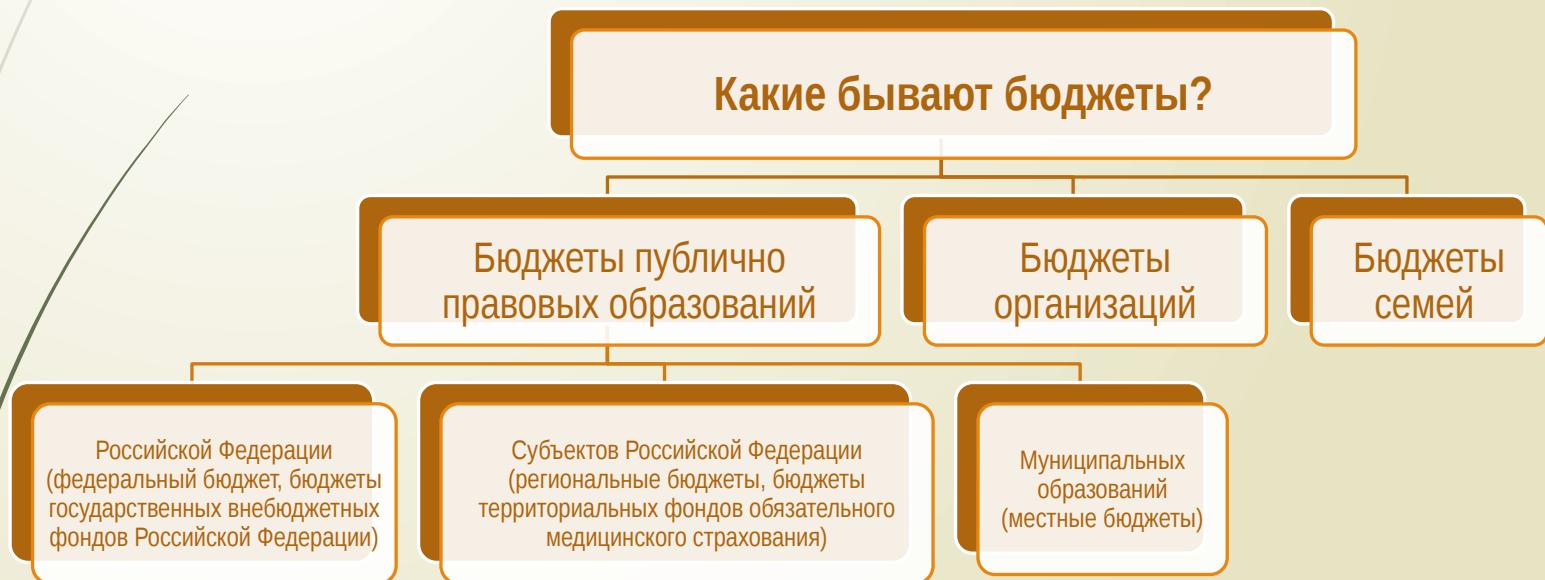 Какие бывают бюджеты?
Бюджеты публично
правовых образований
Бюджеты
организаций
Бюджеты
семей
Российской Федерации
(федеральный бюджет, бюджеты
государственных внебюджетных
фондов Российской Федерации)
Субъектов Российской Федерации
(региональные бюджеты, бюджеты
территориальных фондов обязательного
медицинского страхования)
Муниципальных
образований
(местные бюджеты)